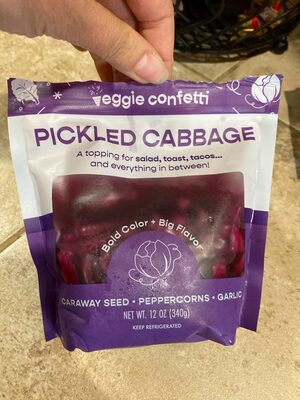 veggie confetti
PICKLED CABBAGE
A topping for salad, toast, tacos...
and everything in between!
Bold Color + Big Flavor
CARAWAY SEED • PEPPERCORNS • GARLIC
NET WT. 12 OZ (340g)
KEEP REFRIGERATED